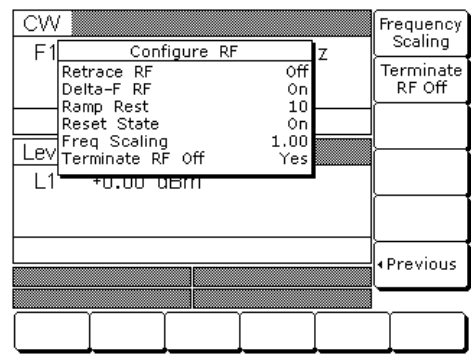 CW
F1
z
Configure RF
Retrace RF Off
Delta-F RF On
Ramp Rest 10
Reset State On
Freq Scaling 1.00
Terminate RF Off Yes
Lev
L1 +0.00 dBm
Frequency
Scaling
Terminate
RF Off
Previous